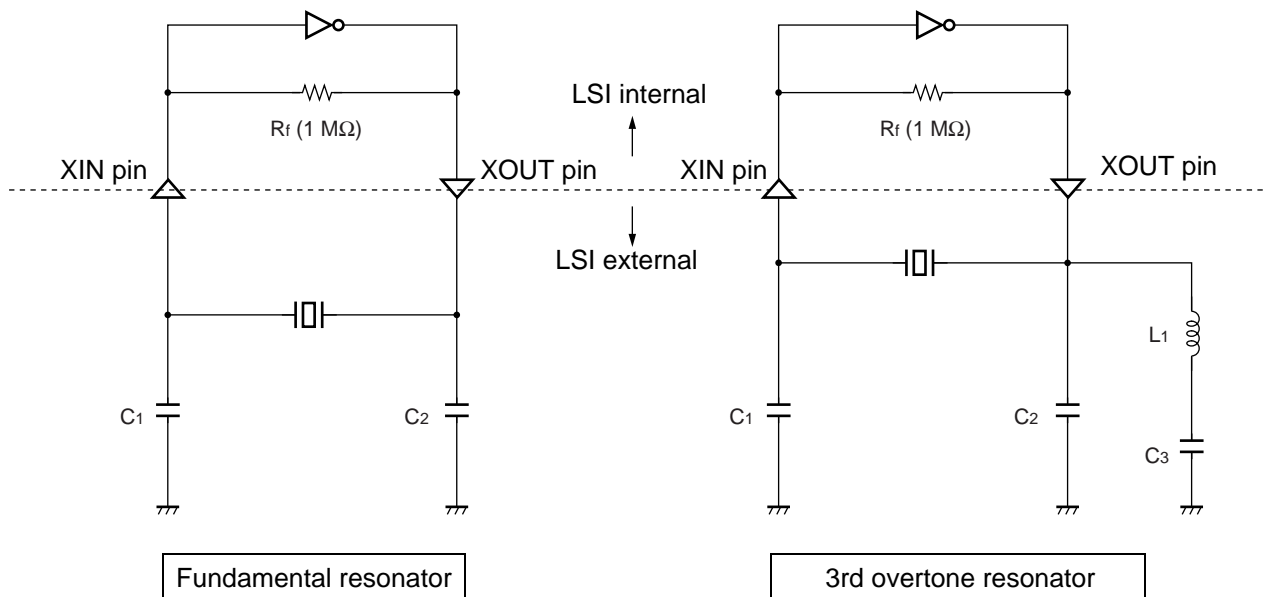 LSI internal
Rf (1 MΩ)
Rf (1 MΩ)
XIN pin
XOUT pin
XIN pin
XOUT pin
LSI external
L1
C1
C2
C1
C2
C3
Fundamental resonator
3rd overtone resonator